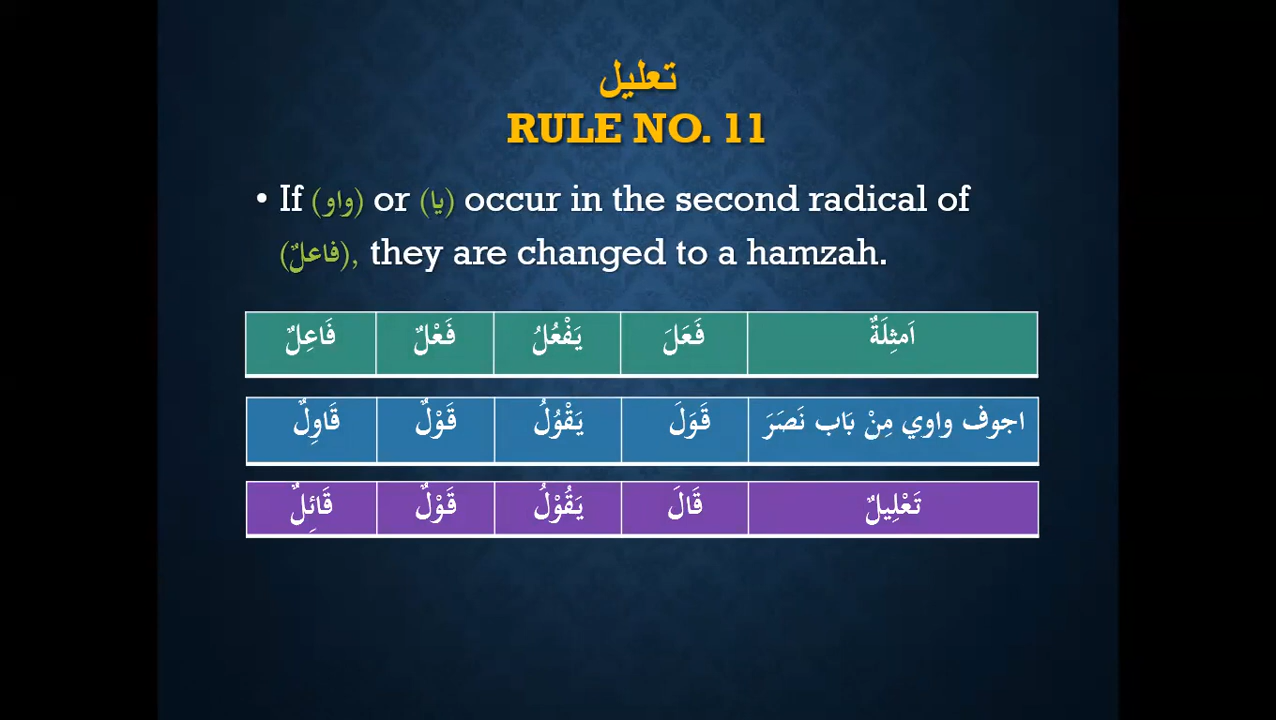 تعليل
RULE NO. 11
• If (واو) or (يا) occur in the second radical of
(فاعلٌ), they are changed to a hamzah.
اَمثِلَةٌ فَعَلَ يَفْعُلُ فَعْلٌ فَاعِلٌ
اجوف واوي مِنْ بَاب نَصَرَ قَوَلَ يَقْوُلُ قَوْلٌ قَاوِلٌ
تَعْلِيلٌ قَالَ يَقُوْلُ قَوْلٌ قَائِلٌ